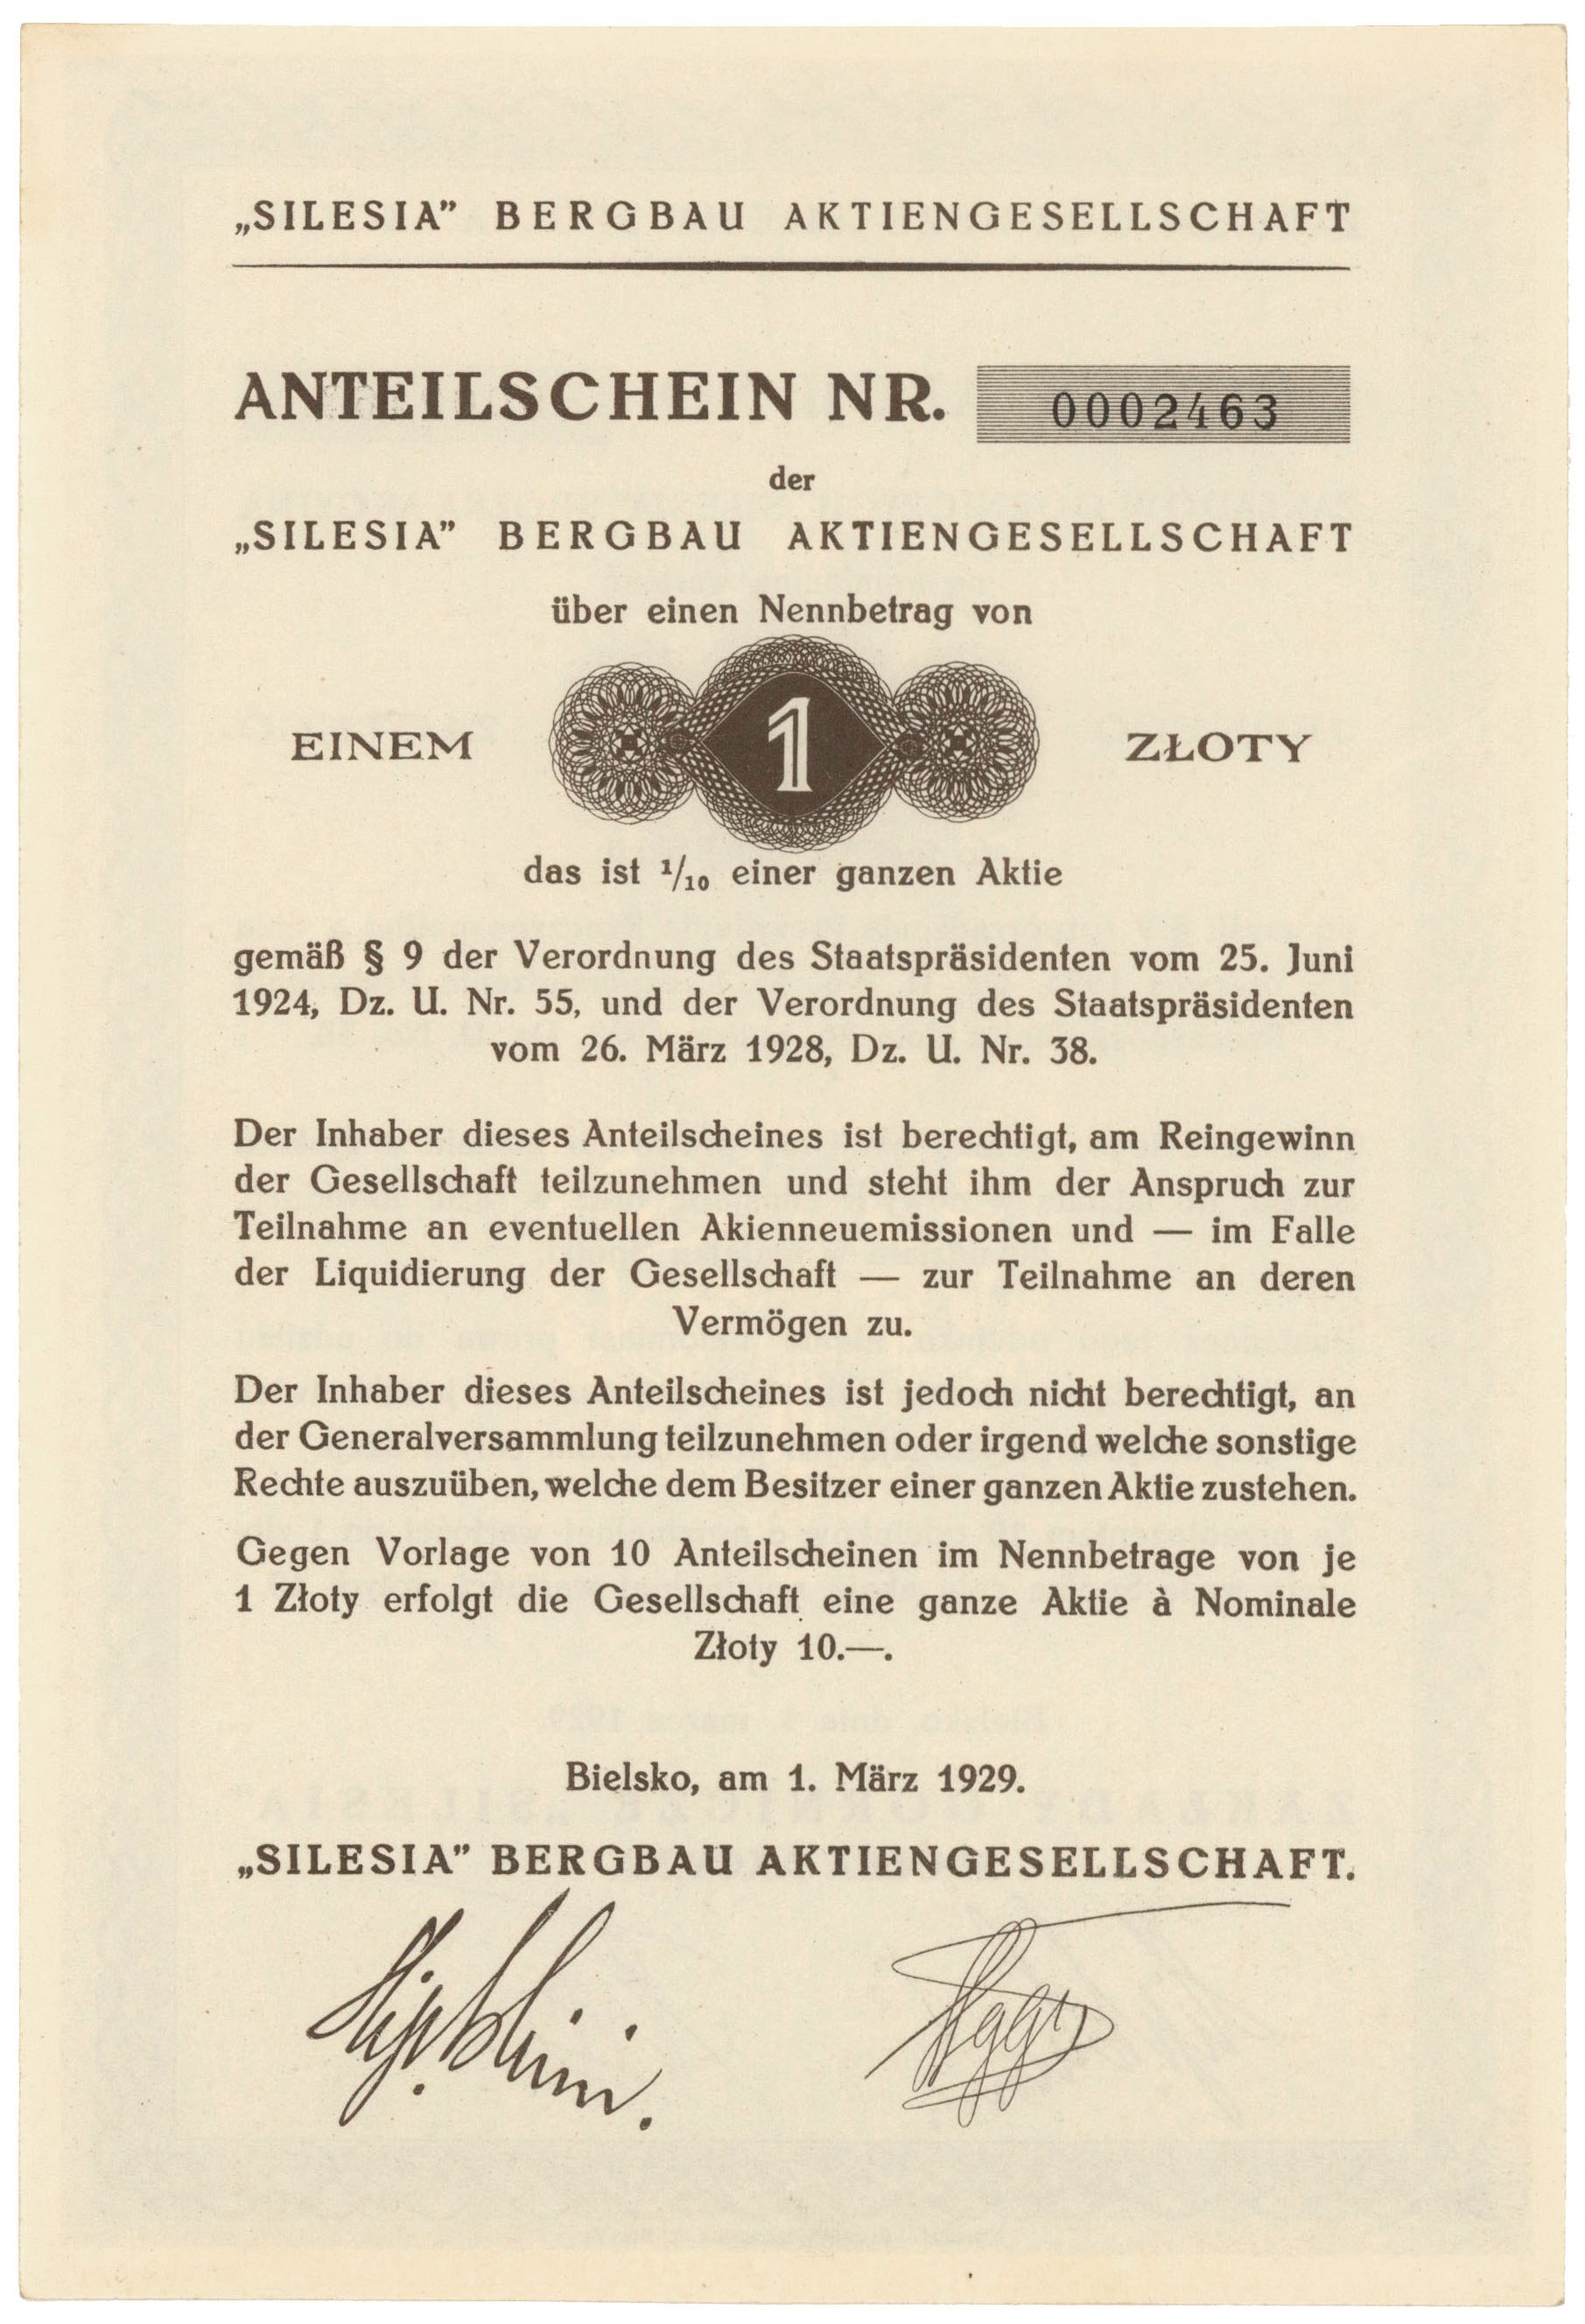 „SILESIA” BERGBAU AKTIENGESELLSCHAFT
ANTEILSCHEIN NR. 0002463
der
„SILESIA” BERGBAU AKTIENGESELLSCHAFT
über einen Nennbetrag von
EINEM 1 ZŁOTY
das ist 1/10 einer ganzen Aktie
gemäß § 9 der Verordnung des Staatspräsidenten vom 25. Juni
1924, Dz. U. Nr. 55, und der Verordnung des Staatspräsidenten
vom 26. März 1928, Dz. U. Nr. 38.
Der Inhaber dieses Anteilscheines ist berechtigt, am Reingewinn
der Gesellschaft teilzunehmen und steht ihm der Anspruch zur
Teilnahme an eventuellen Akienneuemissionen und — im Falle
der Liquidierung der Gesellschaft — zur Teilnahme an deren
Vermögen zu.
Der Inhaber dieses Anteilscheines ist jedoch nicht berechtigt, an
der Generalversammlung teilzunehmen oder irgend welche sonstige
Rechte auszuüben, welche dem Besitzer einer ganzen Aktie zustehen.
Gegen Vorlage von 10 Anteilscheinen im Nennbetrage von je
1 Złoty erfolgt die Gesellschaft eine ganze Aktie à Nominale
Złoty 10.—.
Bielsko, am 1. März 1929.
„SILESIA” BERGBAU AKTIENGESELLSCHAFT.